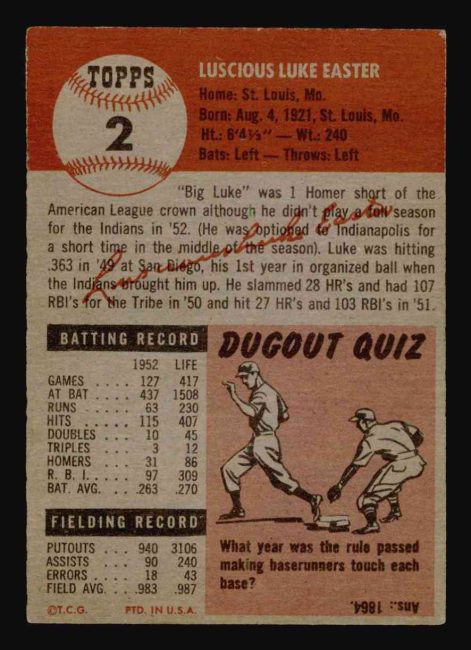 TOPPS
2
LUSCIOUS LUKE EASTER
Home: St. Louis, Mo.
Born: Aug. 4, 1921, St. Louis, Mo.
Ht.: 6'4½" — Wt.: 240
Bats: Left — Throws: Left
"Big Luke" was 1 Homer short of the
American League crown although he didn't play a full season
for the Indians in '52. (He was optioned to Indianapolis for
a short time in the middle of the season). Luke was hitting
.363 in '49 at San Diego, his 1st year in organized ball when
the Indians brought him up. He slammed 28 HR's and had 107
RBI's for the Tribe in '50 and hit 27 HR's and 103 RBI's in '51.
Luscious Luke Easter
BATTING RECORD
1952 LIFE
GAMES .... 127 417
AT BAT .... 437 1508
RUNS .... 63 230
HITS .... 115 407
DOUBLES ... 10 45
TRIPLES ... 3 12
HOMERS ... 31 86
R. B. I. .... 97 309
BAT. AVG. ... .263 .270
FIELDING RECORD
PUTOUTS ... 940 3106
ASSISTS ... 90 240
ERRORS ... 18 43
FIELD AVG. .. .983 .987
©T.C.G. PTD. IN U.S.A.
DUGOUT QUIZ
What year was the rule passed
making baserunners touch each
base?
Ans.: 1864.